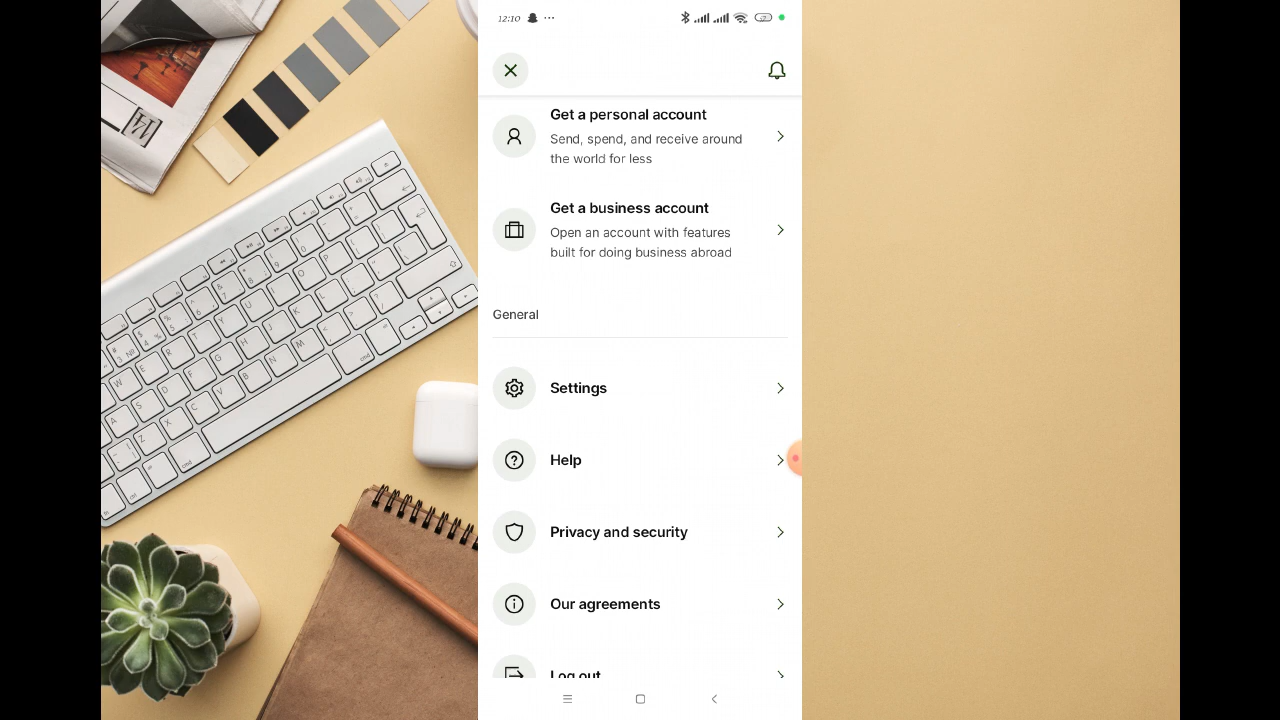 12:10
Get a personal account
Send, spend, and receive around
the world for less
Get a business account
Open an account with features
built for doing business abroad
General
Settings
Help
Privacy and security
Our agreements
Log out